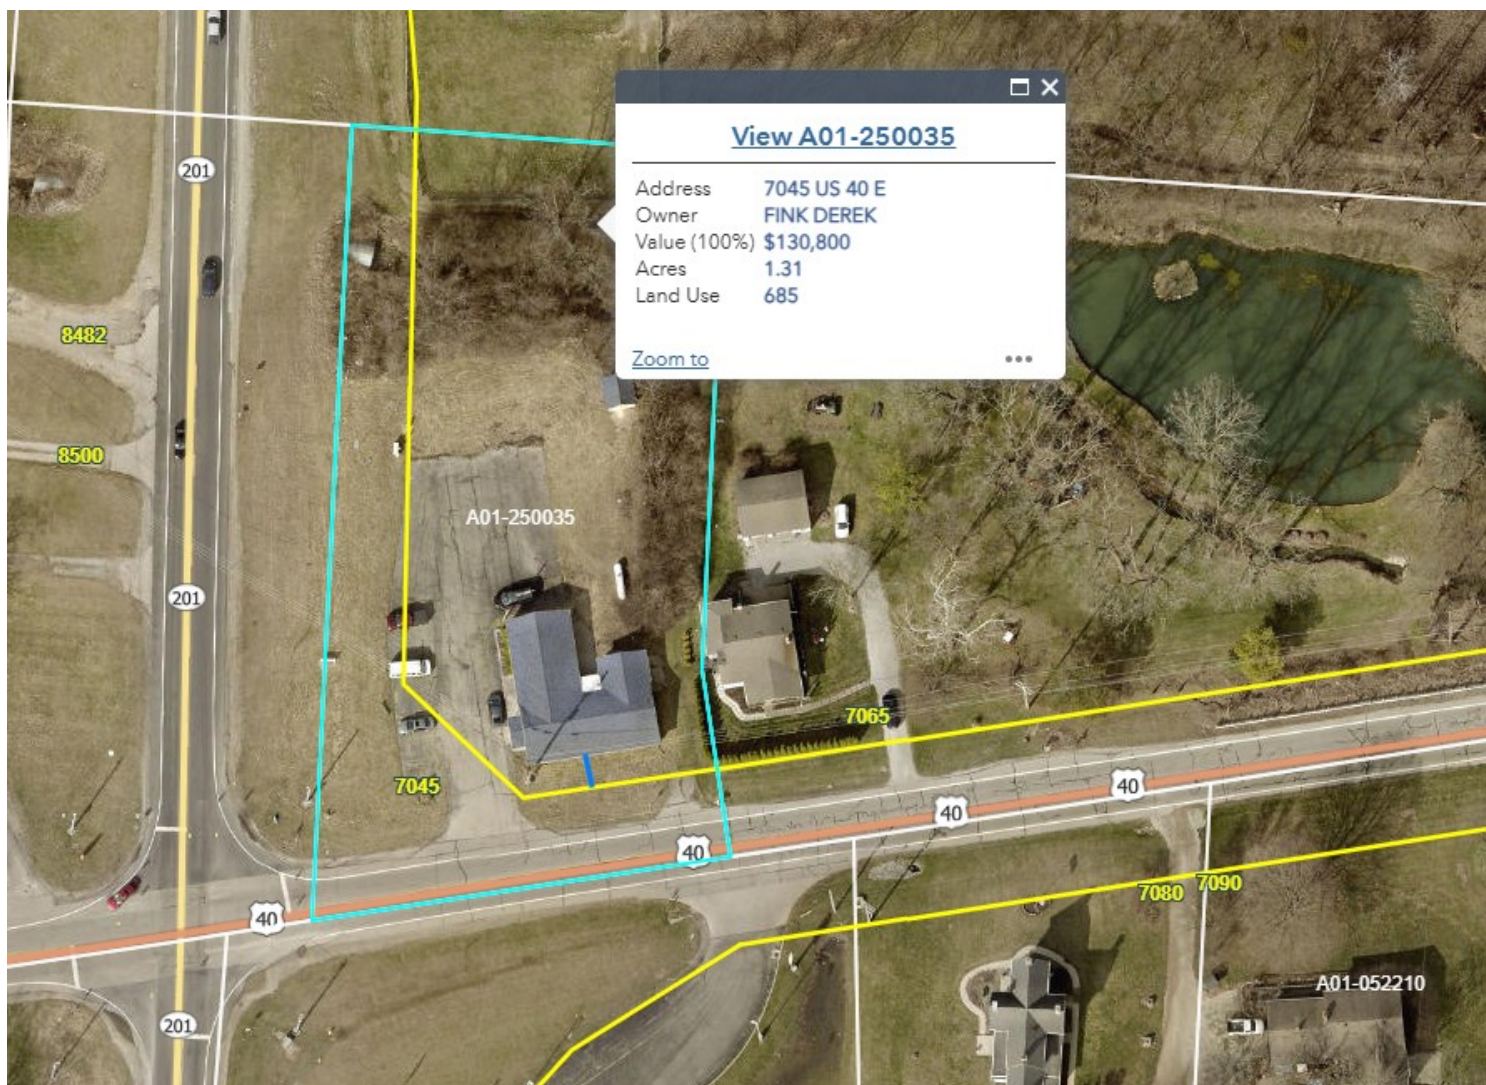 201
View A01-250035
Address 7045 US 40 E
Owner FINK DEREK
Value (100%) $130,800
Acres 1.31
Land Use 685
Zoom to
8482
8500
A01-250035
201
7065
7045
40
40
40
40
7080
7090
A01-052210
201